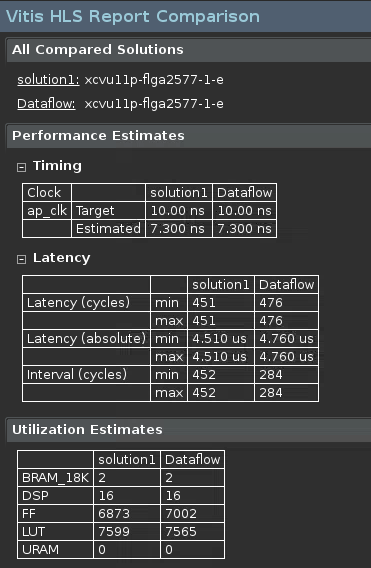 Vitis HLS Report Comparison
All Compared Solutions
solution1: xcvu11p-flga2577-1-e
Dataflow: xcvu11p-flga2577-1-e
Performance Estimates
Timing
Clock solution1 Dataflow
ap_clk Target 10.00 ns 10.00 ns
Estimated 7.300 ns 7.300 ns
Latency
solution1 Dataflow
Latency (cycles) min 451 476
max 451 476
Latency (absolute) min 4.510 us 4.760 us
max 4.510 us 4.760 us
Interval (cycles) min 452 284
max 452 284
Utilization Estimates
solution1 Dataflow
BRAM_18K 2 2
DSP 16 16
FF 6873 7002
LUT 7599 7565
URAM 0 0